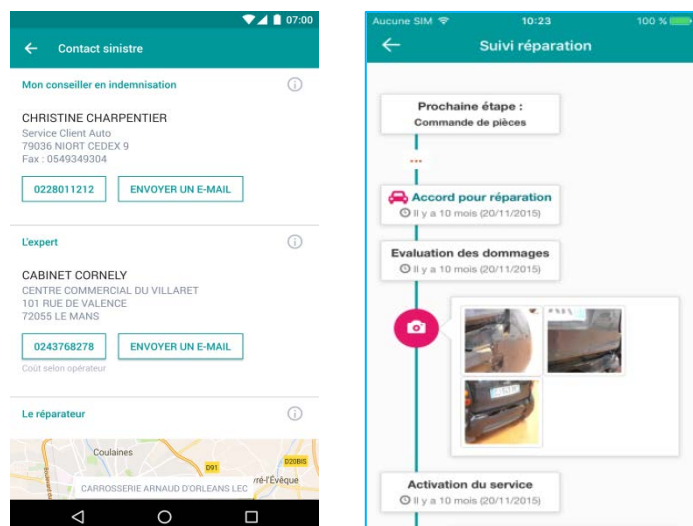 07:00
Contact sinistre
Mon conseiller en indemnisation
CHRISTINE CHARPENTIER
Service Client Auto
79036 NIORT CEDEX 9
Fax : 0549349304
0228011212
ENVOYER UN E-MAIL
L'expert
CABINET CORNELY
CENTRE COMMERCIAL DU VILLARET
101 RUE DE VALENCE
72055 LE MANS
0243768278
ENVOYER UN E-MAIL
Coût selon opérateur
Le réparateur
Coulaines
D91
D20BIS
vré-l'Évêque
CARROSSERIE ARNAUD D'ORLEANS LEC
Aucune SIM
10:23
100 %
Suivi réparation
Prochaine étape :
Commande de pièces
...
Accord pour réparation
Il y a 10 mois (20/11/2015)
Evaluation des dommages
Il y a 10 mois (20/11/2015)
Activation du service
Il y a 10 mois (20/11/2015)